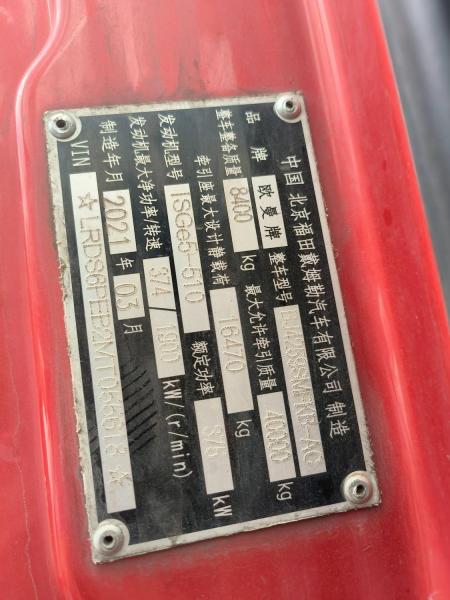 中国 北京福田戴姆勒汽车有限公司 制造
品牌 欧曼牌 整车型号
整车整备质量 8400 kg 最大允许牵引质量 40000 kg
牵引座最大设计静载荷 16470 kg
发动机型号 ISGe5-510 额定功率 375 kW
发动机最大净功率/转速 374/1900 kW/(r/min)
制造年月 2021 年 03 月
VIN